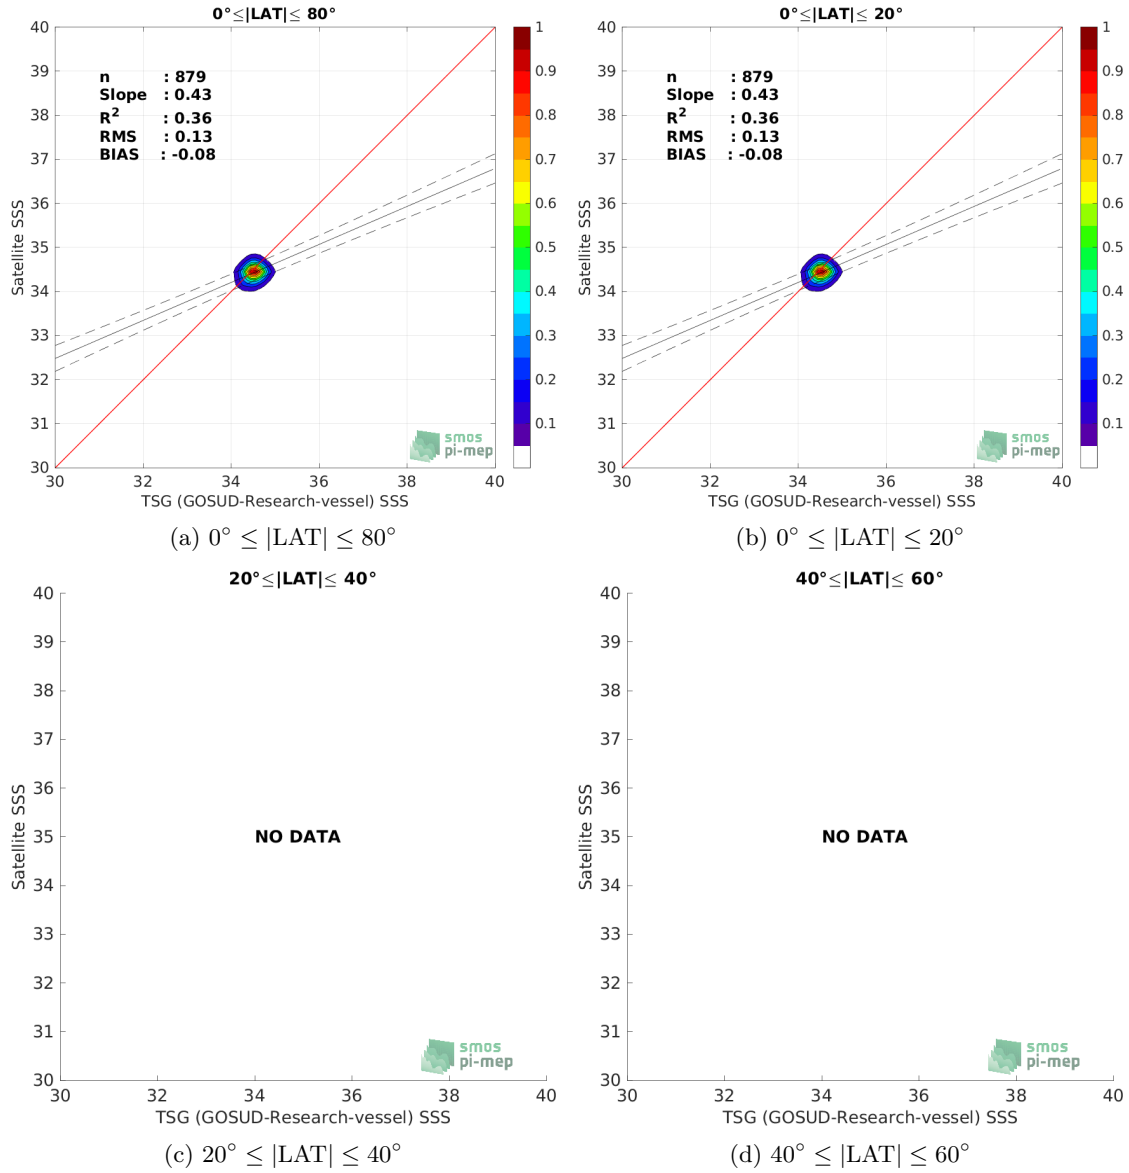 0°≤|LAT|≤ 80°
40
39
38
37
36
35
34
33
32
31
30
Satellite SSS
n : 879
Slope : 0.43
R² : 0.36
RMS : 0.13
BIAS : -0.08
smos
pi-mep
30 32 34 36 38 40
TSG (GOSUD-Research-vessel) SSS
1
0.9
0.8
0.7
0.6
0.5
0.4
0.3
0.2
0.1
(a) 0° ≤ |LAT| ≤ 80°
0°≤|LAT|≤ 20°
40
39
38
37
36
35
34
33
32
31
30
Satellite SSS
n : 879
Slope : 0.43
R² : 0.36
RMS : 0.13
BIAS : -0.08
smos
pi-mep
30 32 34 36 38 40
TSG (GOSUD-Research-vessel) SSS
1
0.9
0.8
0.7
0.6
0.5
0.4
0.3
0.2
0.1
(b) 0° ≤ |LAT| ≤ 20°
20°≤|LAT|≤ 40°
40
39
38
37
36
35
34
33
32
31
30
Satellite SSS
NO DATA
smos
pi-mep
30 32 34 36 38 40
TSG (GOSUD-Research-vessel) SSS
(c) 20° ≤ |LAT| ≤ 40°
40°≤|LAT|≤ 60°
40
39
38
37
36
35
34
33
32
31
30
Satellite SSS
NO DATA
smos
pi-mep
30 32 34 36 38 40
TSG (GOSUD-Research-vessel) SSS
(d) 40° ≤ |LAT| ≤ 60°